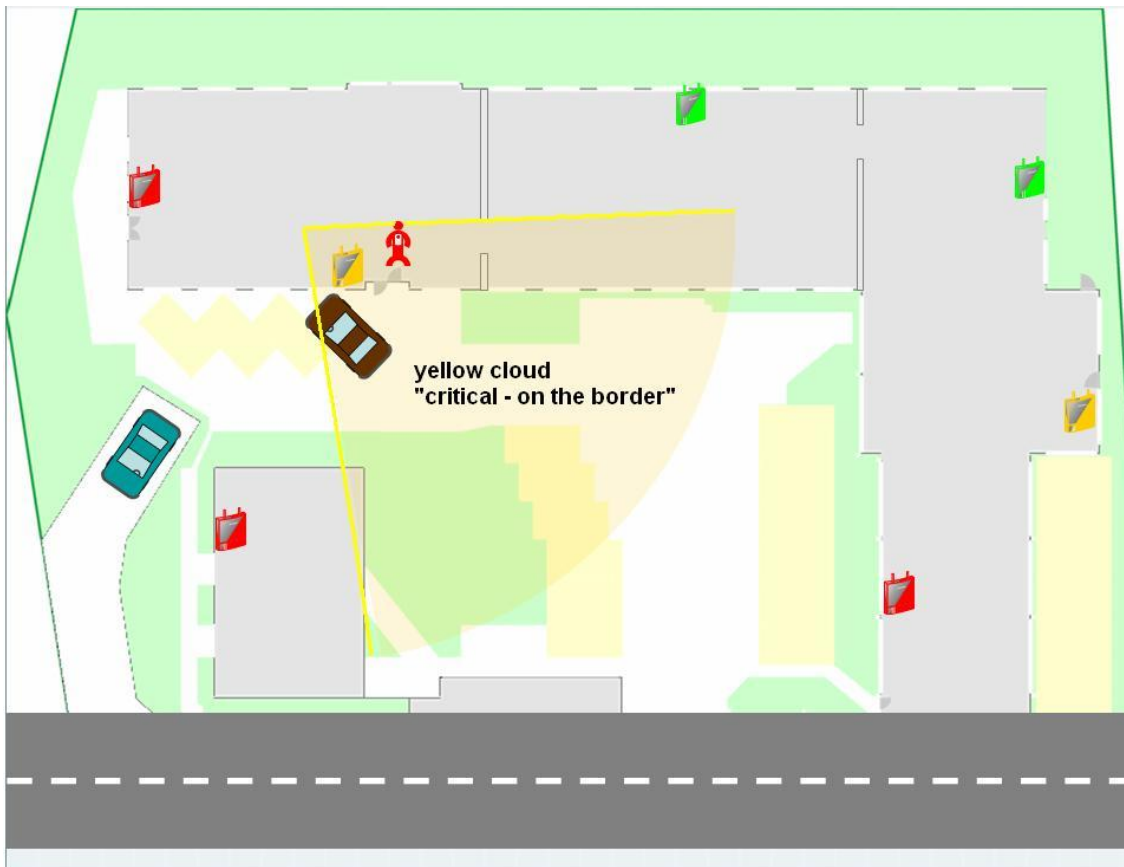 yellow cloud
"critical - on the border"